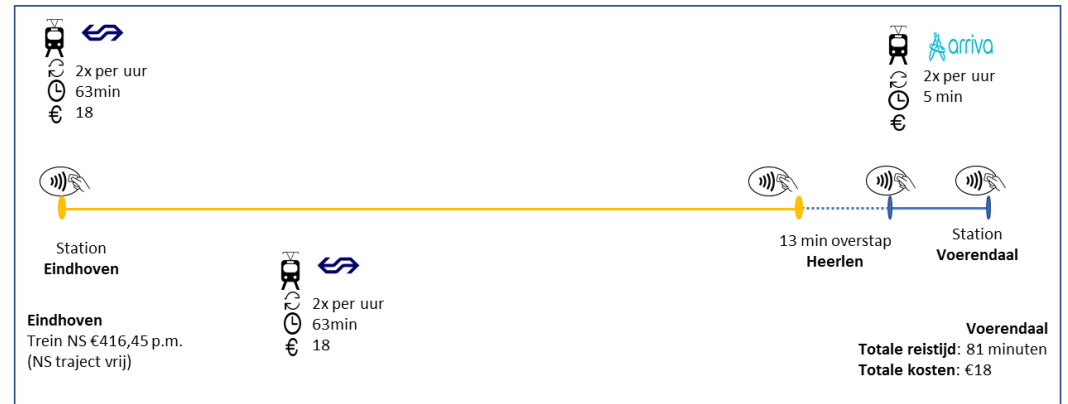 2x per uur
63min
€ 18
arriva
2x per uur
5 min
€
Station
Eindhoven
13 min overstap
Heerlen
Station
Voerendaal
2x per uur
63min
€ 18
Eindhoven
Trein NS €416,45 p.m.
(NS traject vrij)
Voerendaal
Totale reistijd: 81 minuten
Totale kosten: €18